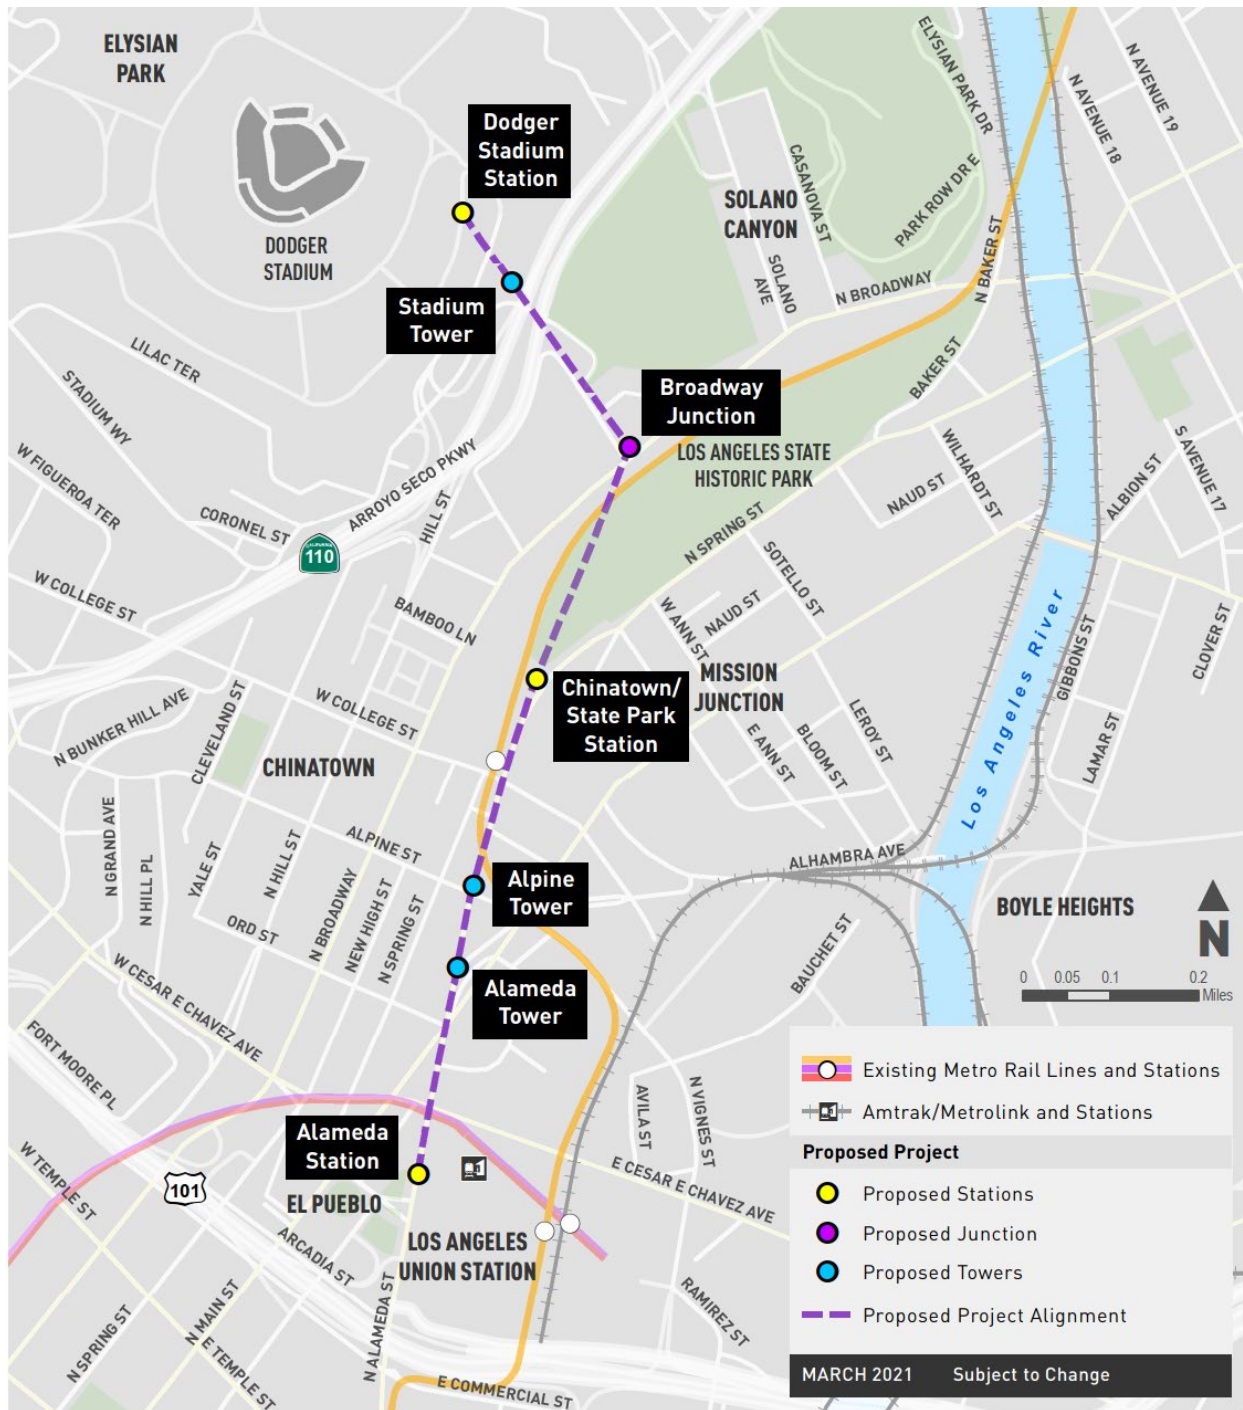 ELYSIAN
PARK
Dodger
Stadium
Station
DODGER
STADIUM
Stadium
Tower
SOLANO
CANYON
CASANOVA ST
SOLANO
AVE
ELYSIAN PARK DR
PARK ROW DR E
N BROADWAY
N BAKER ST
BAKER ST
N AVENUE 19
N AVENUE 18
LILAC TER
STADIUM WY
W FIGUEROA TER
CORONEL ST
ARROYO SECO PKWY
HILL ST
CALIFORNIA
110
Broadway
Junction
LOS ANGELES STATE
HISTORIC PARK
WILHARDT ST
NAUD ST
ALBION ST
S AVENUE 17
N SPRING ST
SOTELLO ST
W COLLEGE ST
BAMBOO LN
W ANN ST
NAUD ST
MISSION
JUNCTION
Chinatown/
State Park
Station
Los Angeles River
GIBBONS ST
CLOVER ST
LAMAR ST
N BUNKER HILL AVE
CLEVELAND ST
W COLLEGE ST
CHINATOWN
E ANN ST
BLOOM ST
LEROY ST
N GRAND AVE
N HILL PL
YALE ST
N HILL ST
ALPINE ST
ALHAMBRA AVE
Alpine
Tower
BOYLE HEIGHTS
ORD ST
N BROADWAY
NEW HIGH ST
N SPRING ST
BAUCHET ST
N
0 0.05 0.1 0.2
Miles
W CESAR E CHAVEZ AVE
Alameda
Tower
FORT MOORE PL
AVILA ST
N VIGNES ST
Alameda
Station
W TEMPLE ST
101
EL PUEBLO
E CESAR E CHAVEZ AVE
LOS ANGELES
UNION STATION
ARCADIA ST
N SPRING ST
N MAIN ST
E TEMPLE ST
N ALAMEDA ST
RAMIREZ ST
E COMMERCIAL ST
Existing Metro Rail Lines and Stations
Amtrak/Metrolink and Stations
Proposed Project
Proposed Stations
Proposed Junction
Proposed Towers
Proposed Project Alignment
MARCH 2021 Subject to Change